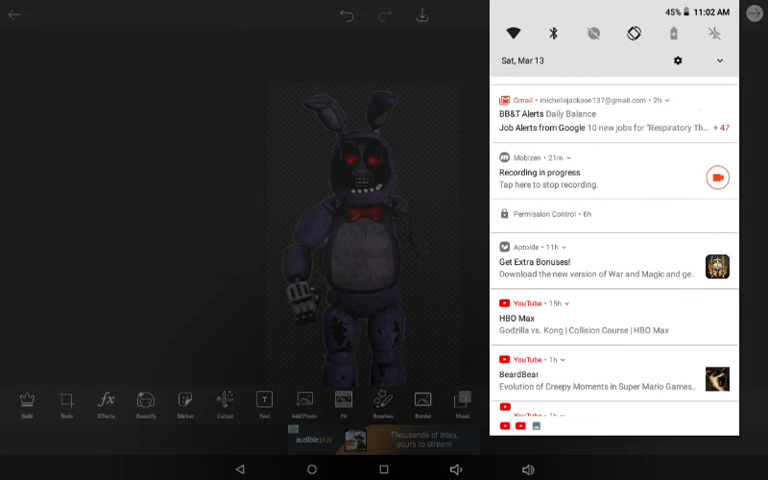 45% 11:02 AM
Sat, Mar 13
Gmail • michellejackson137@gmail.com • 2h
BB&T Alerts Daily Balance
Job Alerts from Google 10 new jobs for "Respiratory Th... + 47
Mobizen • 21m
Recording in progress
Tap here to stop recording.
Permission Control • 6h
Aptoide • 11h
Get Extra Bonuses!
Download the new version of War and Magic and ge..
YouTube • 15h
HBO Max
Godzilla vs. Kong | Collision Course | HBO Max
YouTube • 1h
BeardBear
Evolution of Creepy Moments in Super Mario Games..
YouTube
Gold Tools Effects Beautify Sticker Cutout Text Add Photo Fit Brushes Border Mask
audible plus Thousands of titles,
yours to stream